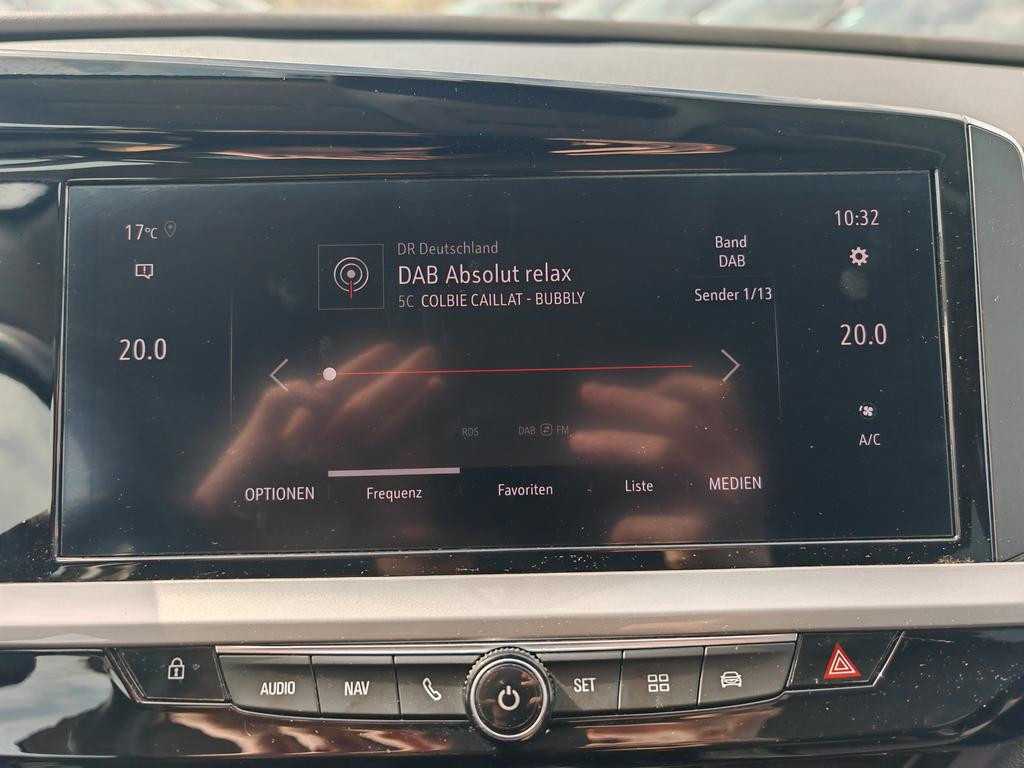 17°C
10:32
DR Deutschland
DAB Absolut relax
5C COLBIE CAILLAT - BUBBLY
Band
DAB
Sender 1/13
20.0
20.0
RDS
DAB FM
A/C
OPTIONEN
Frequenz
Favoriten
Liste
MEDIEN
AUDIO
NAV
SET